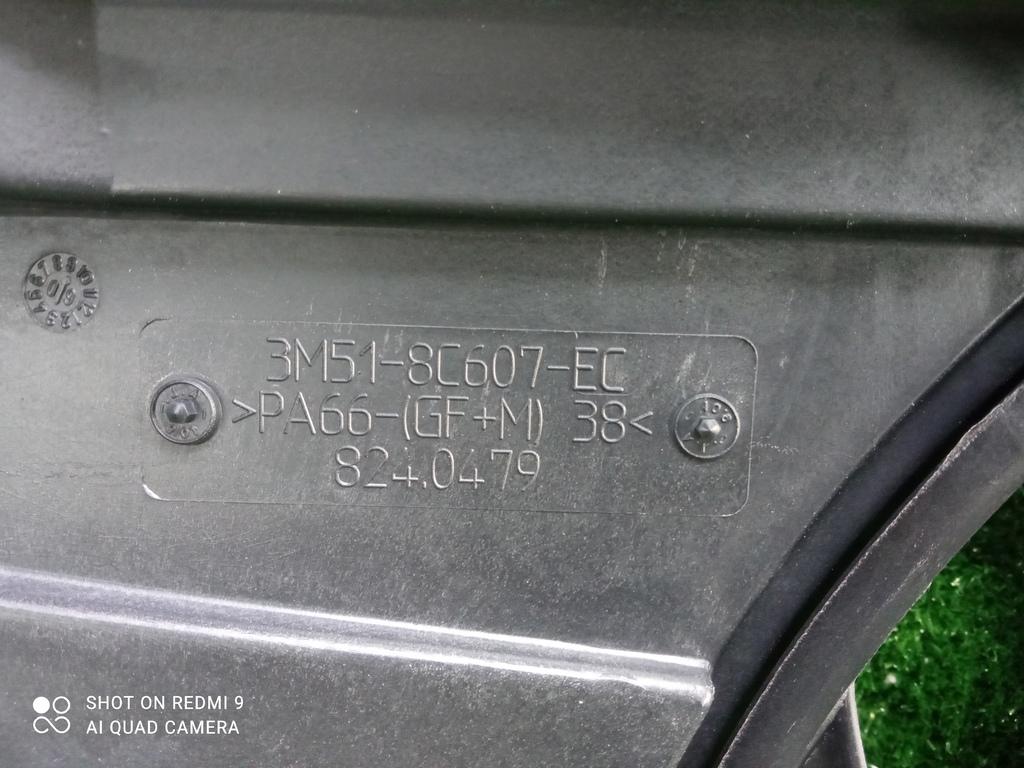 3M51-8C607-EC
>PA66-(GF+M) 38<
824.0479
SHOT ON REDMI 9
AI QUAD CAMERA